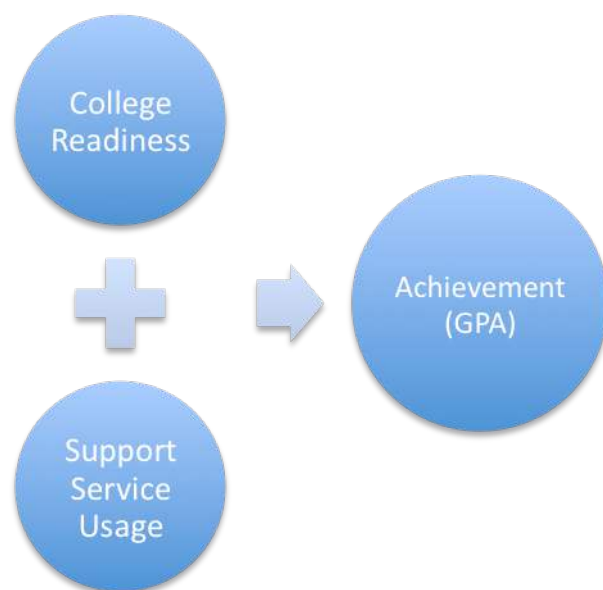 College
Readiness
Achievement
(GPA)
Support
Service
Usage